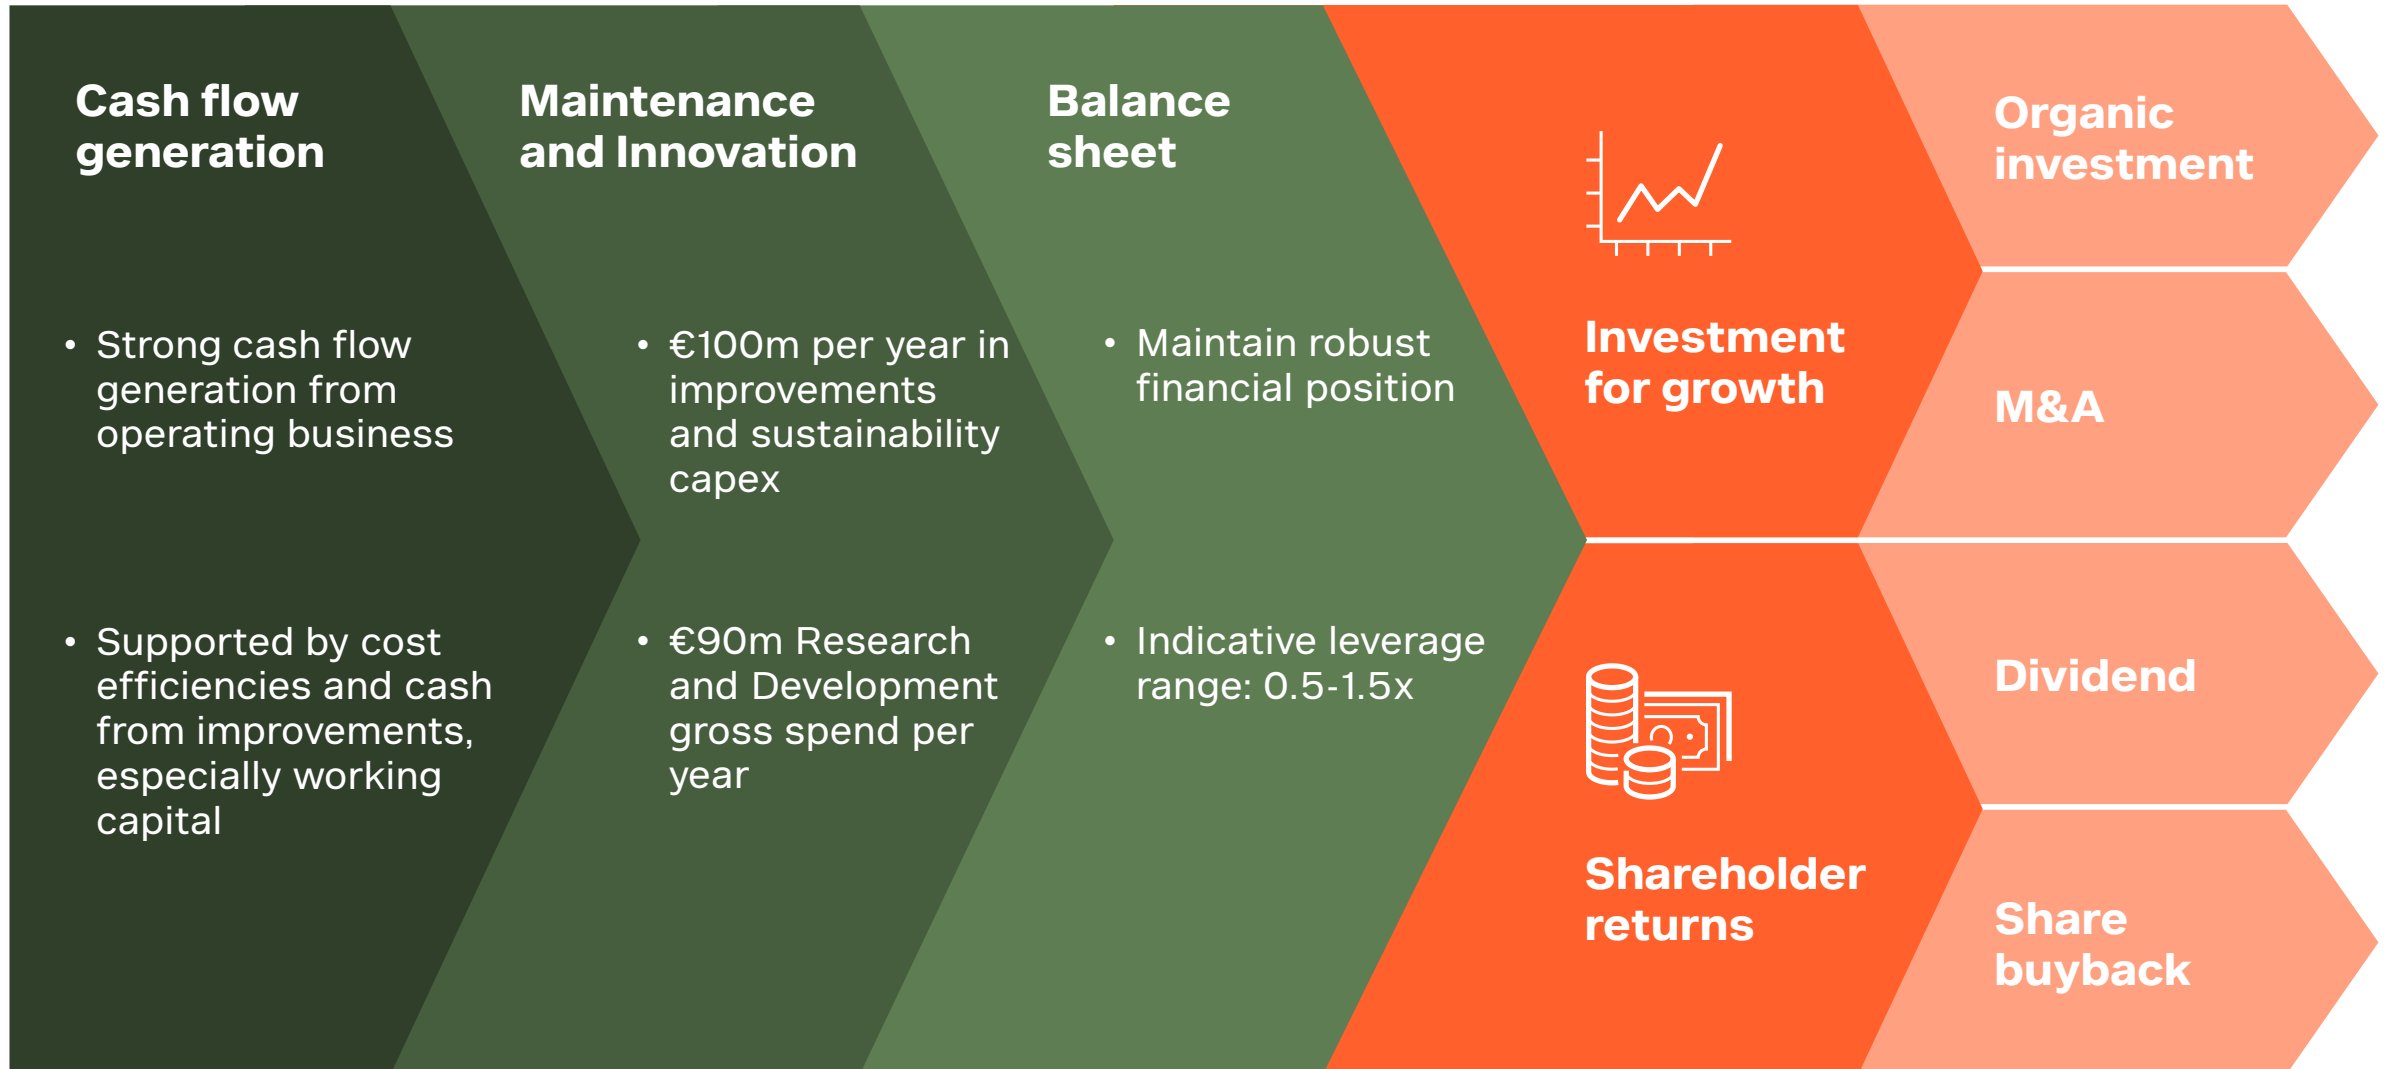 Cash flow
generation
• Strong cash flow
generation from
operating business
• Supported by cost
efficiencies and cash
from improvements,
especially working
capital
Maintenance
and Innovation
• €100m per year in
improvements
and sustainability
capex
• €90m Research
and Development
gross spend per
year
Balance
sheet
• Maintain robust
financial position
• Indicative leverage
range: 0.5-1.5x
Investment
for growth
Organic
investment
M&A
Shareholder
returns
Dividend
Share
buyback